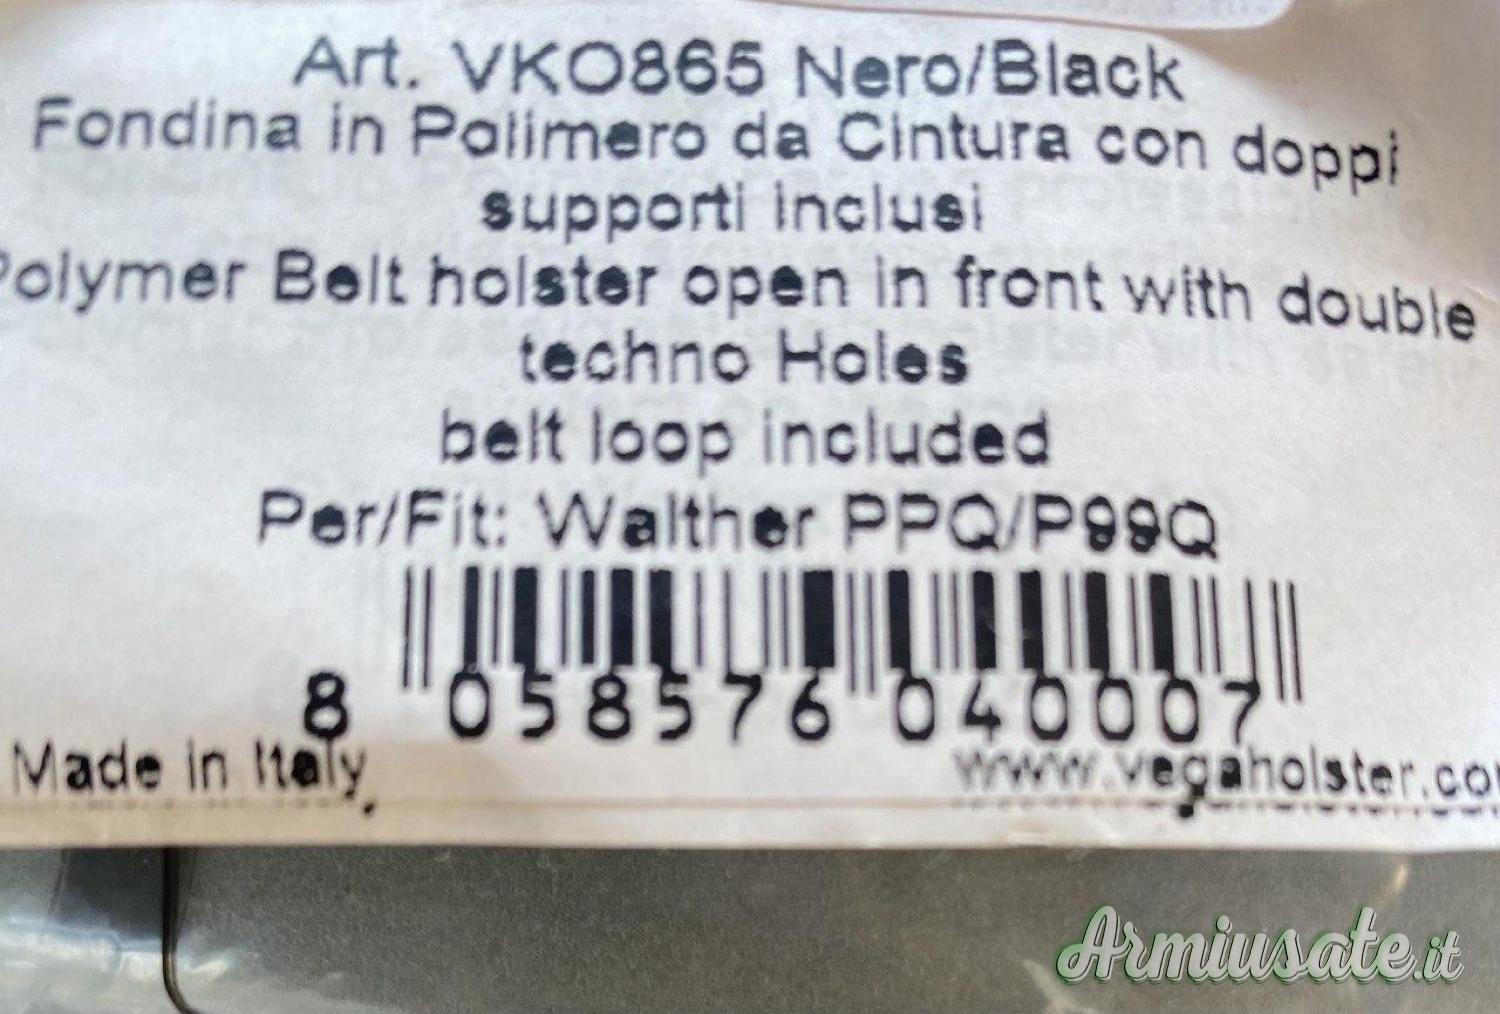 Art. VKO865 Nero/Black
Fondina in Polimero da Cintura con doppi
supporti inclusi
Polymer Belt holster open in front with double
techno Holes
belt loop included
Per/Fit: Walther PPQ/P99Q
8 058576 040007
Made in Italy
www.vegaholster.co
Armiusate.it